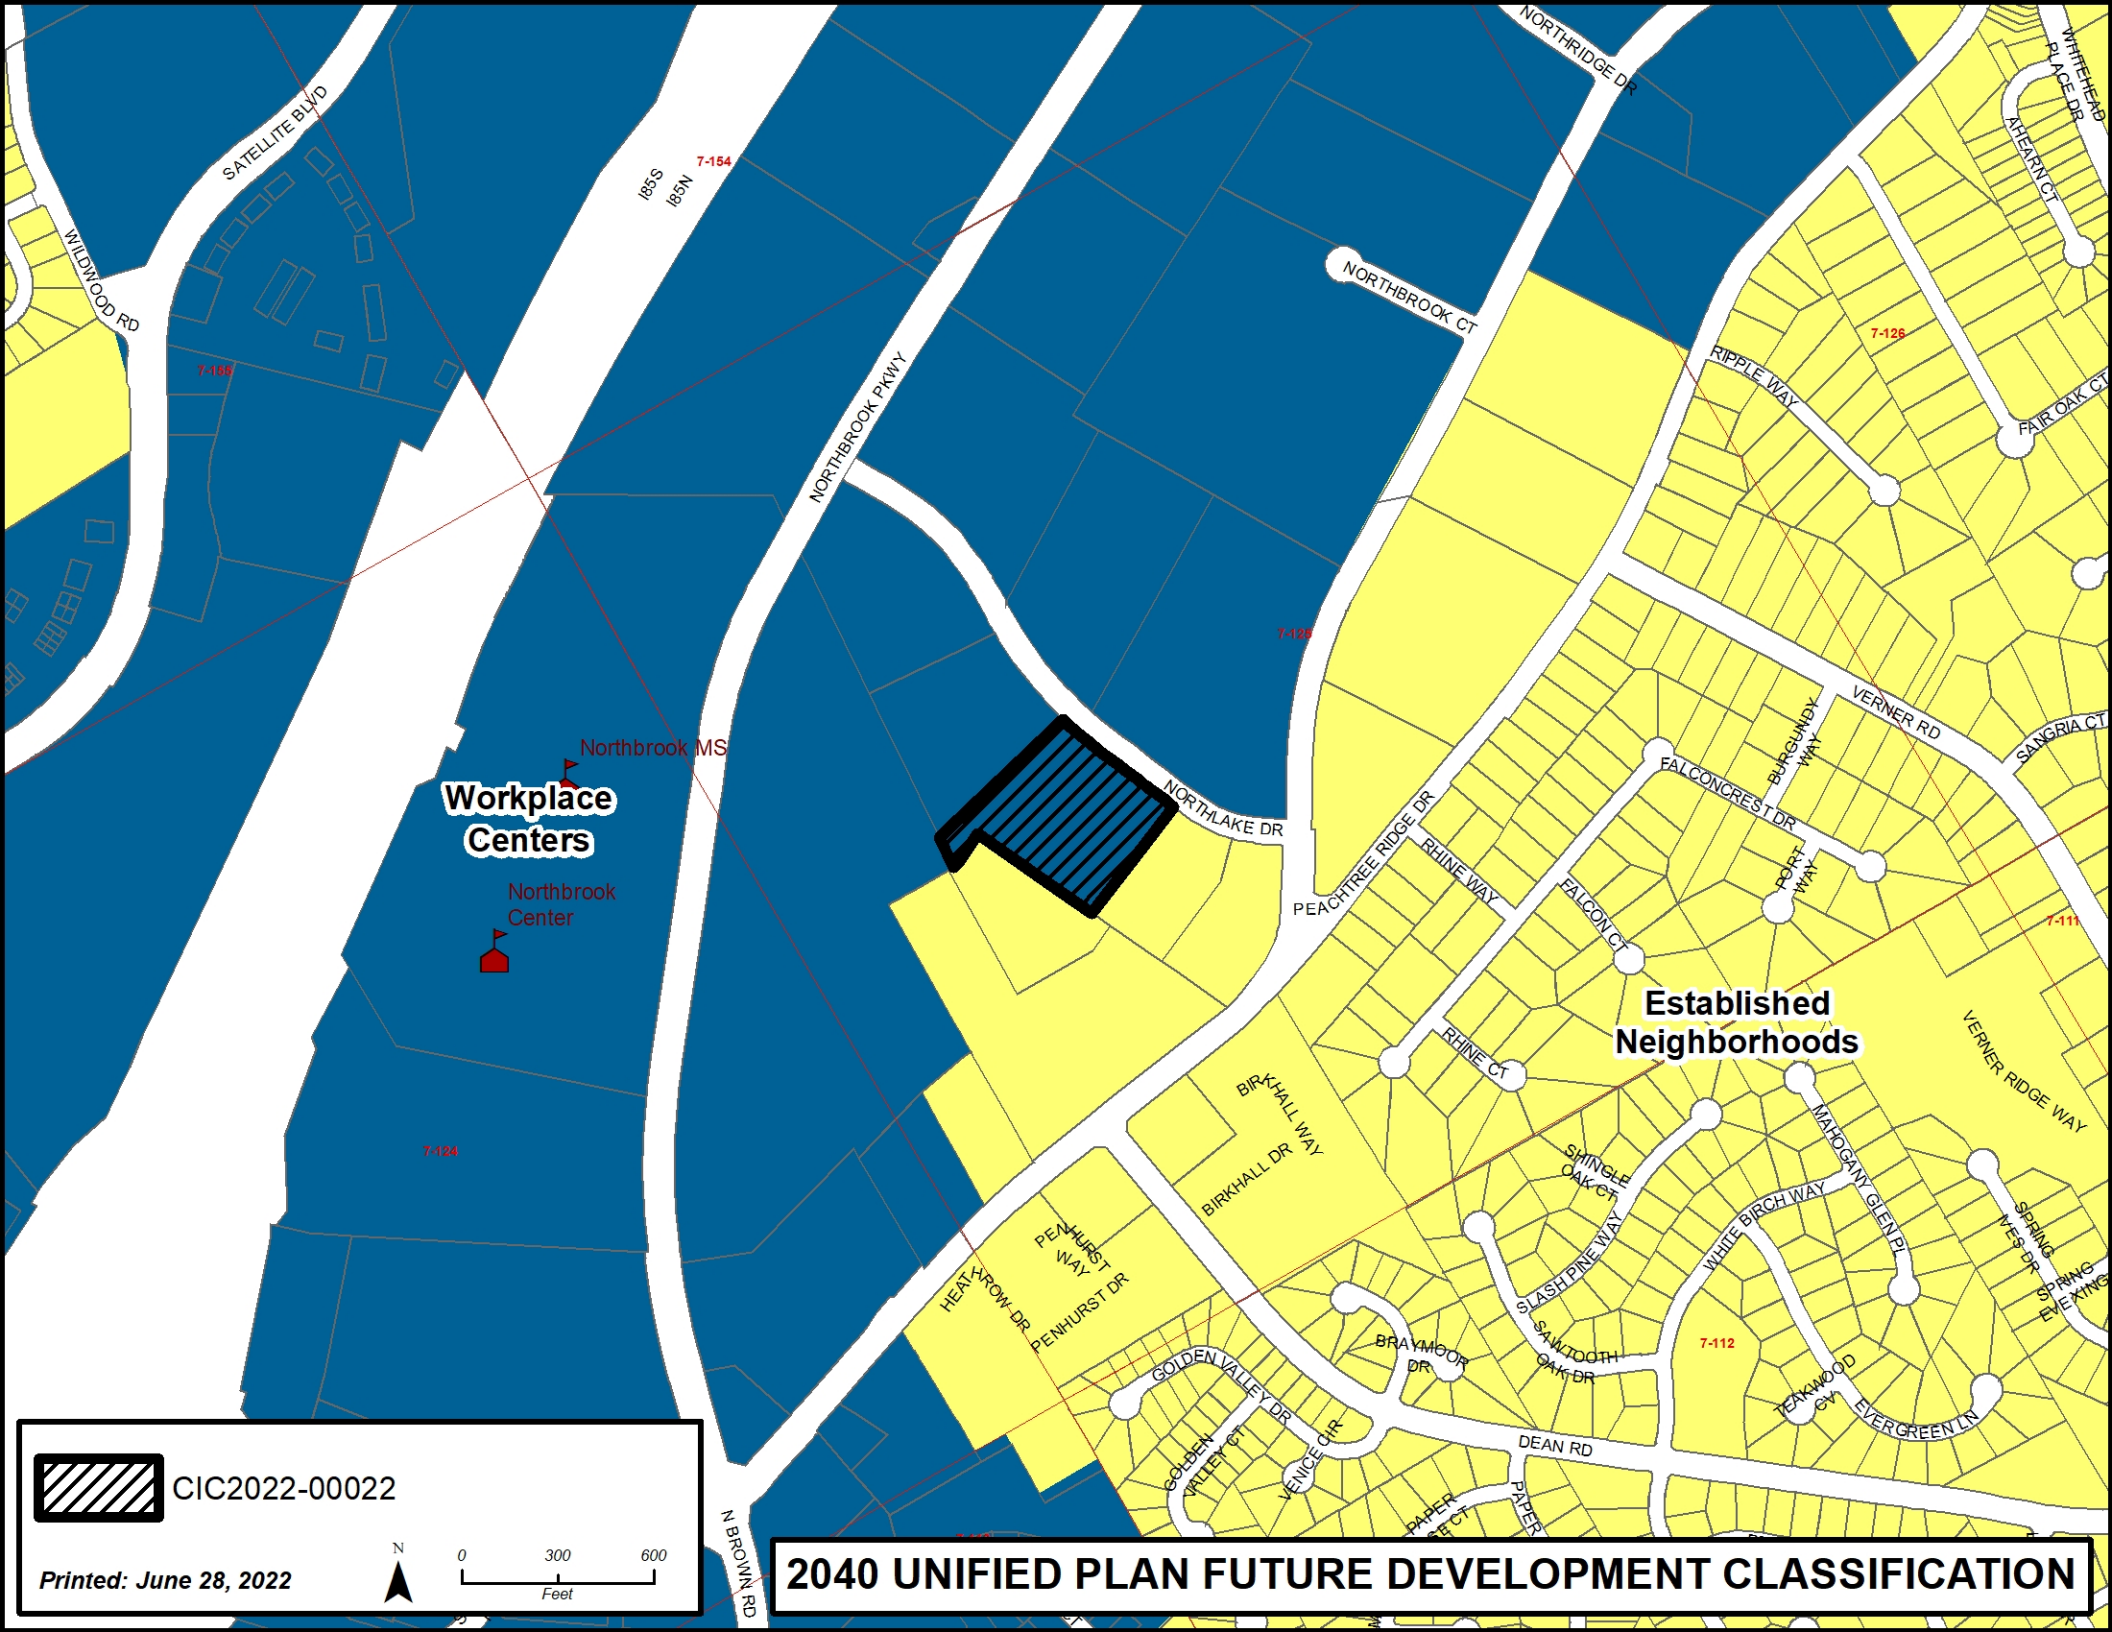 NORTHRIDGE DR
WHITEHEAD
PLACE DR
AHEARN CT
SATELLITE BLVD
7-154
I85S
I85N
WILDWOOD RD
NORTHBROOK CT
7-126
RIPPLE WAY
7-155
NORTHBROOK PKWY
FAIR OAK CT
7-125
VERNER RD
BURGUNDY
WAY
SANGRIA CT
Northbrook MS
Workplace
Centers
FALCONCREST DR
NORTHLAKE DR
PEACHTREE RIDGE DR
RHINE WAY
PORT
WAY
FALCON CT
Northbrook
Center
7-111
Established
Neighborhoods
RHINE CT
VERNER RIDGE WAY
BIRKHALL WAY
BIRKHALL DR
MAHOGANY GLEN PL
7-124
SHINGLE
OAK CT
WHITE BIRCH WAY
SLASH PINE WAY
SPRING
IVES DR
PENHURST
WAY
PENHURST DR
HEATHROW DR
SPRING
SAWTOOTH
OAK DR
BRAYMOOR
DR
7-112
GOLDEN VALLEY DR
TEAKWOOD
CV
EVERGREEN LN
GOLDEN
VALLEY CT
VENICE CIR
DEAN RD
PAPER
PAPER
CIC2022-00022
N BROWN RD
N
0 300 600
Feet
Printed: June 28, 2022
2040 UNIFIED PLAN FUTURE DEVELOPMENT CLASSIFICATION